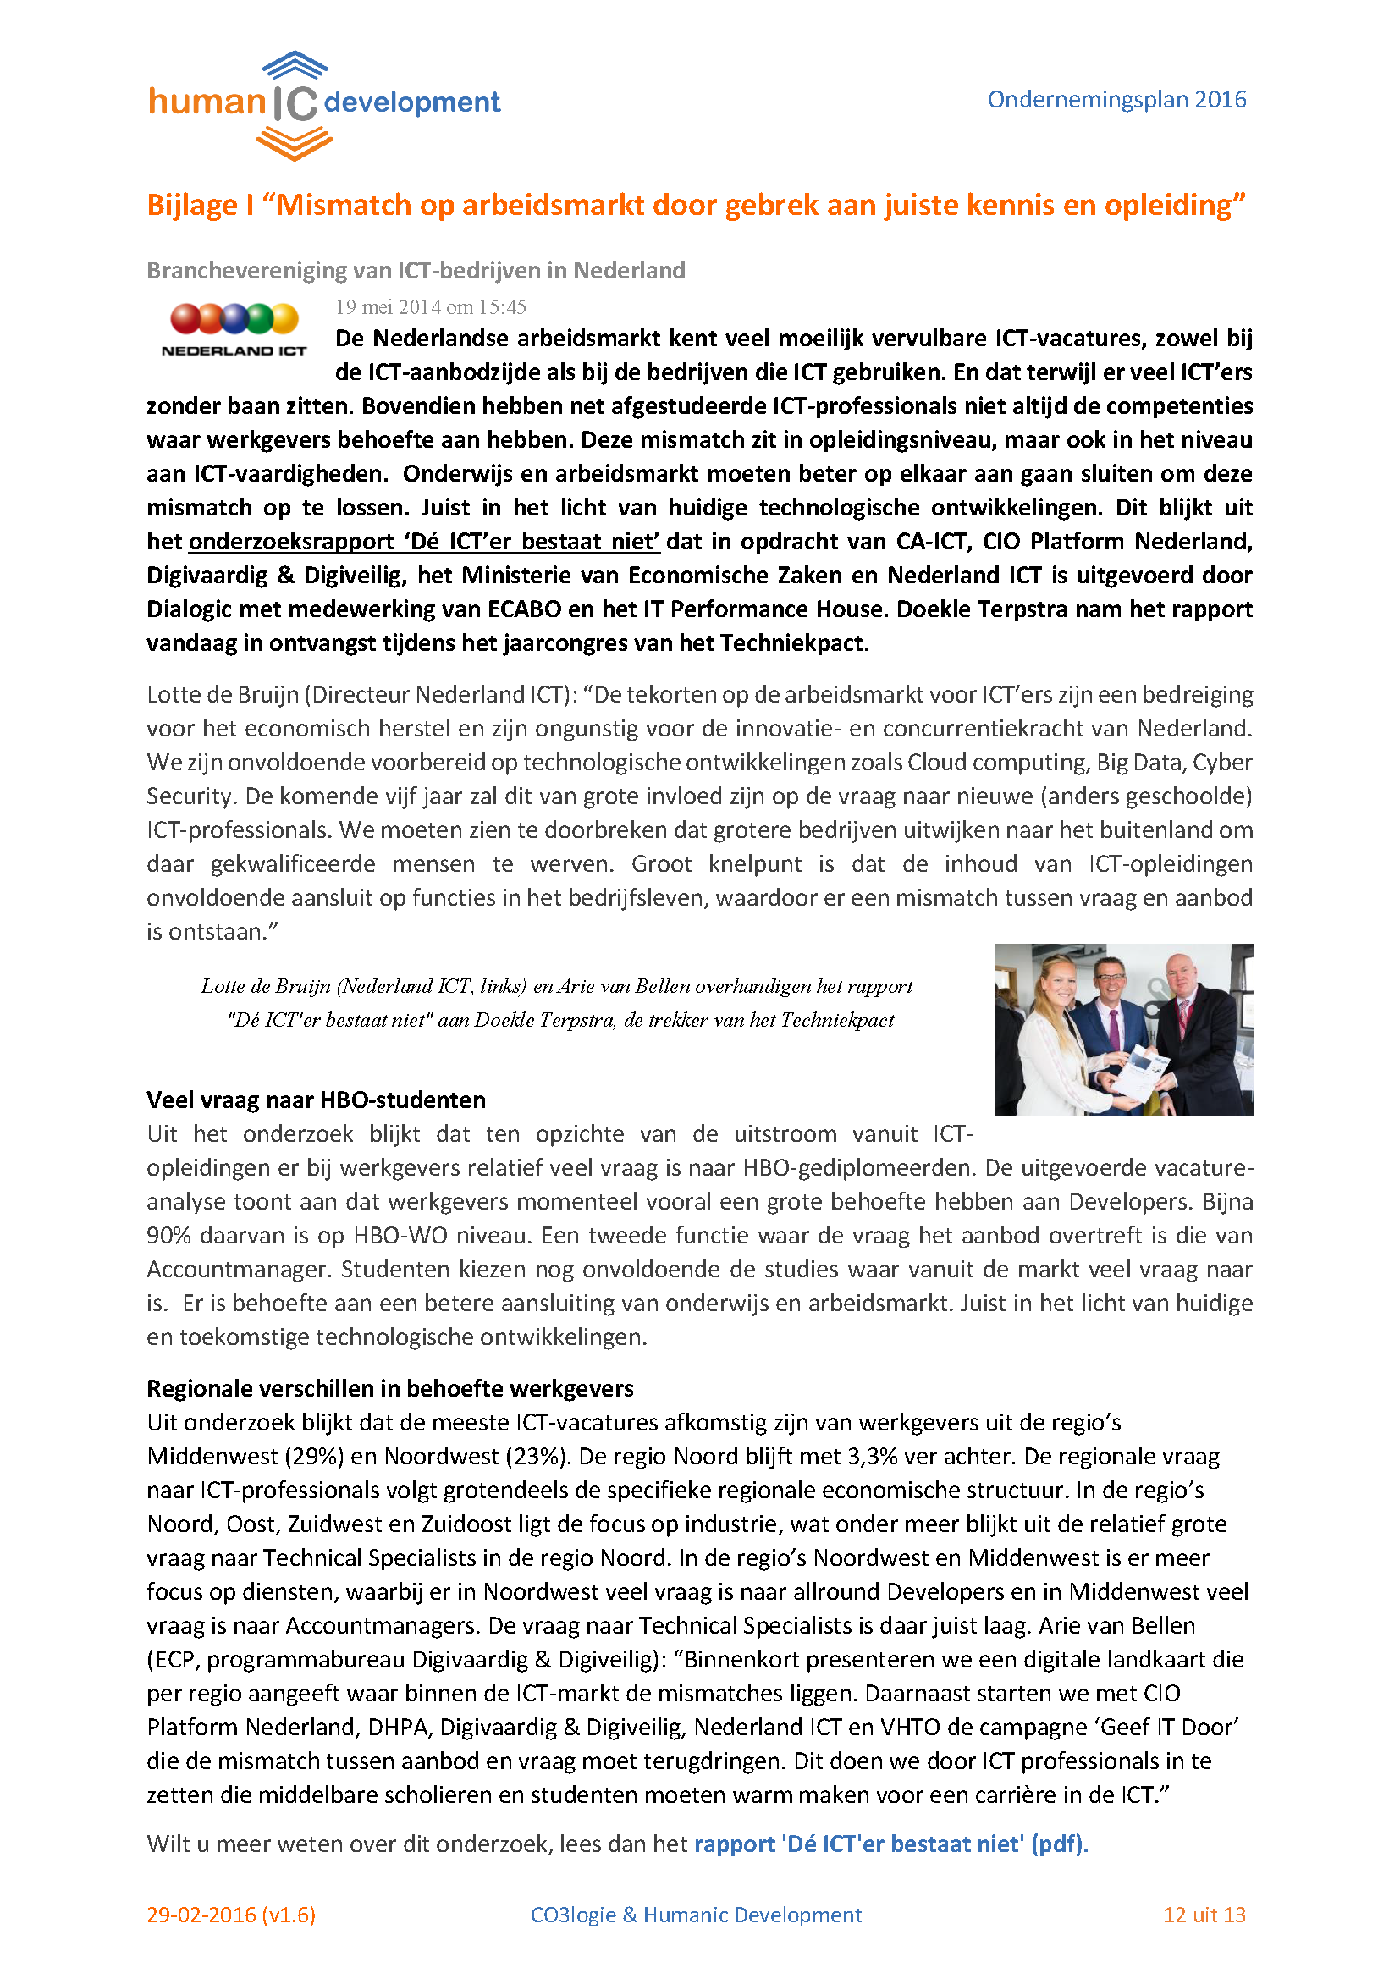 human IC development
Ondernemingsplan 2016
Bijlage I “Mismatch op arbeidsmarkt door gebrek aan juiste kennis en opleiding”
Branchevereniging van ICT-bedrijven in Nederland
NEDERLAND ICT
19 mei 2014 om 15:45
De Nederlandse arbeidsmarkt kent veel moeilijk vervulbare ICT-vacatures, zowel bij
de ICT-aanbodzijde als bij de bedrijven die ICT gebruiken. En dat terwijl er veel ICT’ers
zonder baan zitten. Bovendien hebben net afgestudeerde ICT-professionals niet altijd de competenties
waar werkgevers behoefte aan hebben. Deze mismatch zit in opleidingsniveau, maar ook in het niveau
aan ICT-vaardigheden.  Onderwijs en arbeidsmarkt moeten beter op elkaar aan gaan sluiten om deze
mismatch op te lossen. Juist in het licht van huidige technologische ontwikkelingen. Dit blijkt uit
het onderzoeksrapport ‘Dé ICT’er bestaat niet’ dat in opdracht van CA-ICT, CIO Platform Nederland,
Digivaardig & Digiveilig, het Ministerie van Economische Zaken en Nederland ICT is uitgevoerd door
Dialogic met medewerking van ECABO en het IT Performance House. Doekle Terpstra nam het rapport
vandaag in ontvangst tijdens het jaarcongres van het Techniekpact.
Lotte de Bruijn (Directeur Nederland ICT): “De tekorten op de arbeidsmarkt voor ICT’ers zijn een bedreiging
voor het economisch herstel en zijn ongunstig voor de innovatie- en concurrentiekracht van Nederland.
We zijn onvoldoende voorbereid op technologische ontwikkelingen zoals Cloud computing, Big Data, Cyber
Security. De komende vijf jaar zal dit van grote invloed zijn op de vraag naar nieuwe (anders geschoolde)
ICT-professionals. We moeten zien te doorbreken dat grotere bedrijven uitwijken naar het buitenland om
daar gekwalificeerde mensen te werven. Groot knelpunt is dat de inhoud van ICT-opleidingen
onvoldoende aansluit op functies in het bedrijfsleven, waardoor er een mismatch tussen vraag en aanbod
is ontstaan.”
Lotte de Bruijn (Nederland ICT, links) en Arie van Bellen overhandigen het rapport
"Dé ICT'er bestaat niet" aan Doekle Terpstra, de trekker van het Techniekpact
Veel vraag naar HBO-studenten
Uit het onderzoek blijkt dat ten opzichte van de uitstroom vanuit ICT-
opleidingen er bij werkgevers relatief veel vraag is naar HBO-gediplomeerden. De uitgevoerde vacature-
analyse toont aan dat werkgevers momenteel vooral een grote behoefte hebben aan Developers. Bijna
90% daarvan is op HBO-WO niveau. Een tweede functie waar de vraag het aanbod overtreft is die van
Accountmanager. Studenten kiezen nog onvoldoende de studies waar vanuit de markt veel vraag naar
is.  Er is behoefte aan een betere aansluiting van onderwijs en arbeidsmarkt. Juist in het licht van huidige
en toekomstige technologische ontwikkelingen.
Regionale verschillen in behoefte werkgevers
Uit onderzoek blijkt dat de meeste ICT-vacatures afkomstig zijn van werkgevers uit de regio’s
Middenwest (29%) en Noordwest (23%). De regio Noord blijft met 3,3% ver achter. De regionale vraag
naar ICT-professionals volgt grotendeels de specifieke regionale economische structuur. In de regio’s
Noord, Oost, Zuidwest en Zuidoost ligt de focus op industrie, wat onder meer blijkt uit de relatief grote
vraag naar Technical Specialists in de regio Noord. In de regio’s Noordwest en Middenwest is er meer
focus op diensten, waarbij er in Noordwest veel vraag is naar allround Developers en in Middenwest veel
vraag is naar Accountmanagers. De vraag naar Technical Specialists is daar juist laag. Arie van Bellen
(ECP, programmabureau Digivaardig & Digiveilig): “Binnenkort presenteren we een digitale landkaart die
per regio aangeeft waar binnen de ICT-markt de mismatches liggen. Daarnaast starten we met CIO
Platform Nederland, DHPA, Digivaardig & Digiveilig, Nederland ICT en VHTO de campagne ‘Geef IT Door’
die de mismatch tussen aanbod en vraag moet terugdringen. Dit doen we door ICT professionals in te
zetten die middelbare scholieren en studenten moeten warm maken voor een carrière in de ICT.”
Wilt u meer weten over dit onderzoek, lees dan het rapport 'Dé ICT'er bestaat niet' (pdf).
29-02-2016 (v1.6)
CO3logie & Humanic Development
12 uit 13